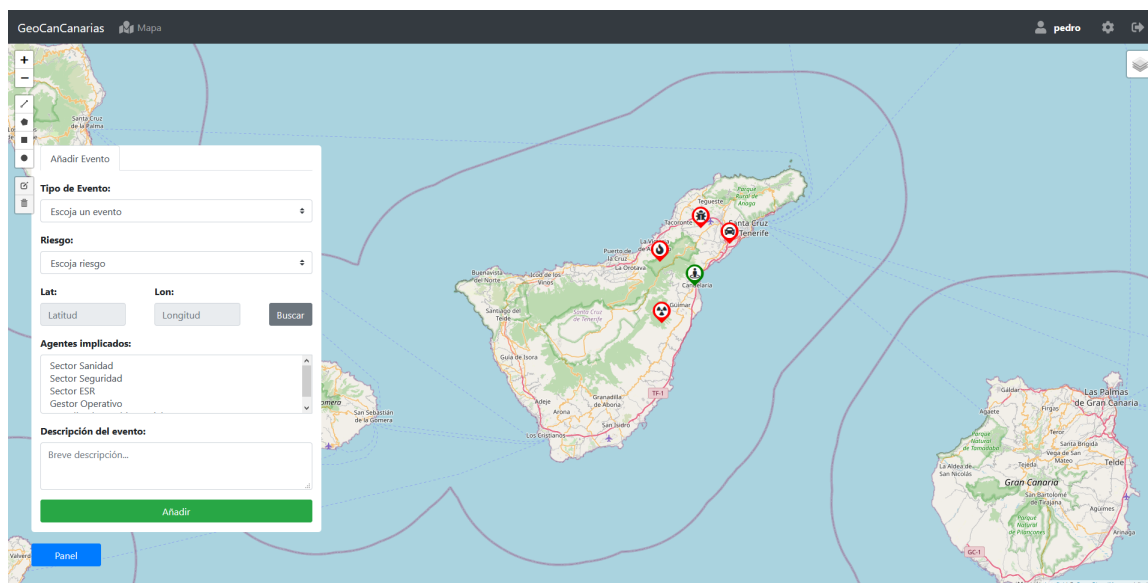 GeoCanCanarias Mapa pedro
+
−
Santa Cruz
de la Palma
Añadir Evento
Tipo de Evento:
Escoja un evento
Riesgo:
Escoja riesgo
Lat: Lon:
Latitud Longitud Buscar
Agentes implicados:
Sector Sanidad
Sector Seguridad
Sector ESR
Gestor Operativo
Descripción del evento:
Breve descripción...
Añadir
Panel
Parque
Rural de
Anaga
Tegueste
Tacoronte
Santa Cruz
Tenerife
Puerto de
la Cruz
La Orotava
Candelaria
Buenavista
del Norte
Icod de los
Vinos
Güímar
Santiago del
Teide
Santa Cruz
de Tenerife
Guía de Isora
Granadilla
de Abona
TF-1
Adeje
Arona
San Isidro
Los Cristianos
San Sebastián
de la Gomera
Gáldar
Las Palmas
de Gran Canaria
Agaete
Firgas
Parque
Natural
de Tamadaba
Teror
Santa Brígida
Vega de San
Mateo
Telde
La Aldea de
San Nicolás
Tejeda
Gran Canaria
San Bartolomé
de Tirajana
Agüimes
Parque
Natural
de Pilancones
Arinaga
GC-1